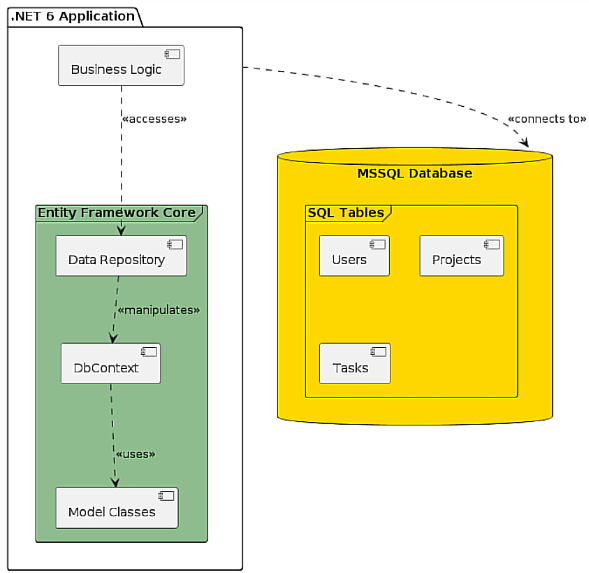 .NET 6 Application
Business Logic
«accesses»
«connects to»
MSSQL Database
Entity Framework Core
SQL Tables
Data Repository
Users
Projects
«manipulates»
DbContext
Tasks
«uses»
Model Classes